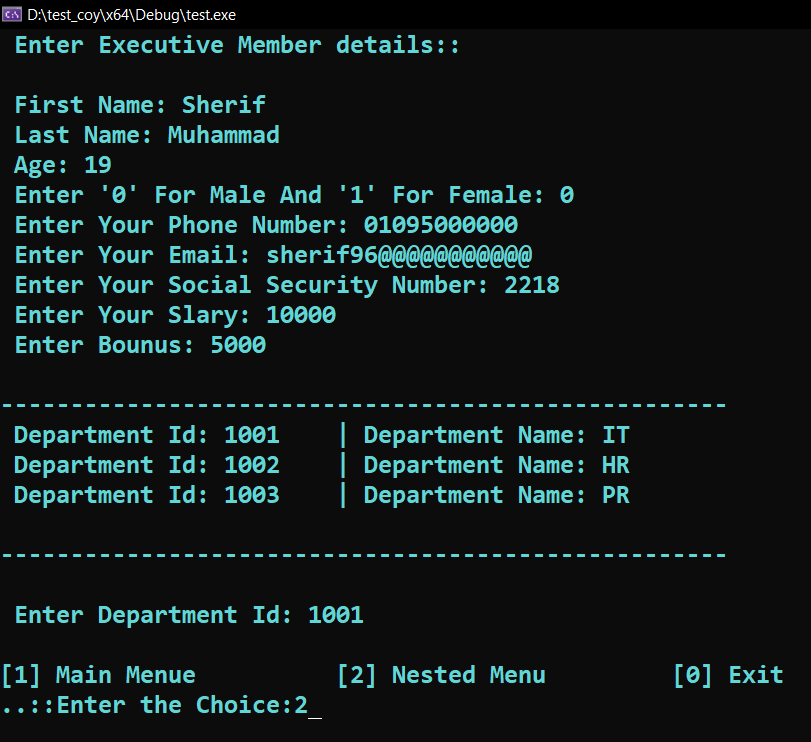 D:\test_coy\x64\Debug\test.exe
Enter Executive Member details::
First Name: Sherif
Last Name: Muhammad
Age: 19
Enter '0' For Male And '1' For Female: 0
Enter Your Phone Number: 01095000000
Enter Your Email: sherif96@@@@@@@@@@@
Enter Your Social Security Number: 2218
Enter Your Slary: 10000
Enter Bounus: 5000
----------------------------------------------------
Department Id: 1001    | Department Name: IT
Department Id: 1002    | Department Name: HR
Department Id: 1003    | Department Name: PR
----------------------------------------------------
Enter Department Id: 1001
[1] Main Menue          [2] Nested Menu         [0] Exit
..::Enter the Choice:2_